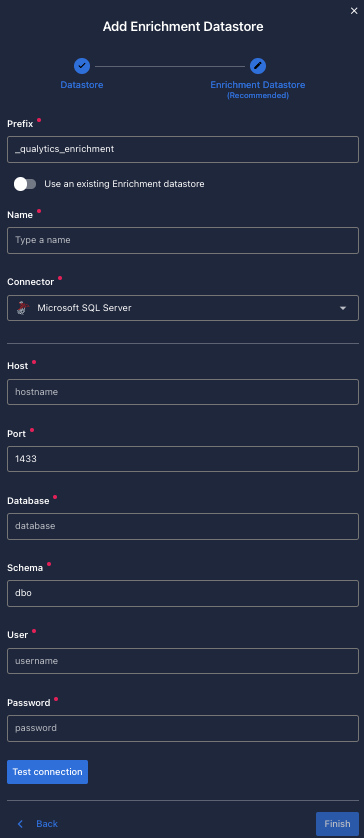 Add Enrichment Datastore
Datastore
Enrichment Datastore
(Recommended)
Prefix *
_qualytics_enrichment
Use an existing Enrichment datastore
Name *
Type a name
Connector *
Microsoft SQL Server
Host *
hostname
Port *
1433
Database *
database
Schema *
dbo
User *
username
Password *
password
Test connection
Back
Finish